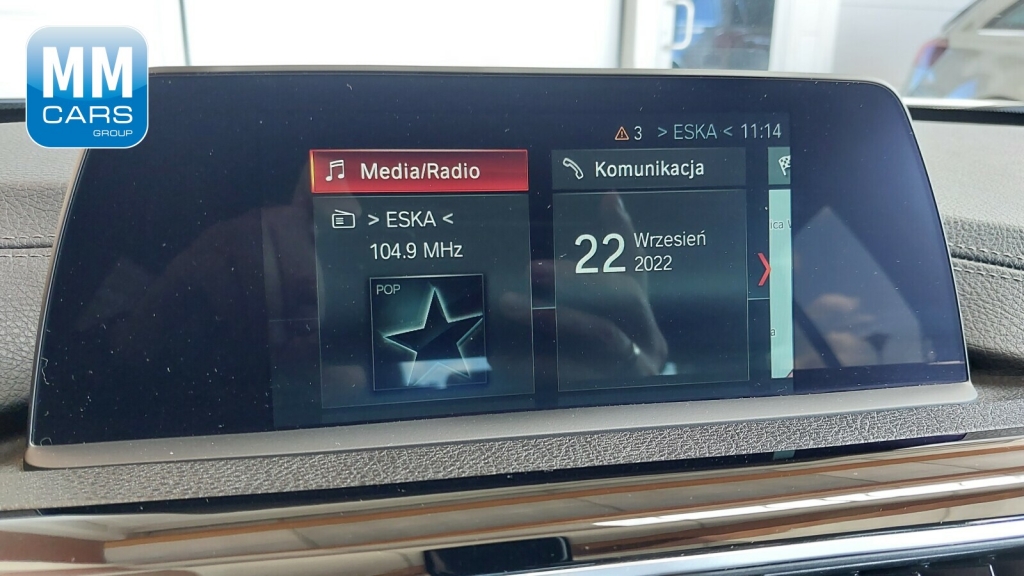 MM
CARS
GROUP
3 > ESKA < 11:14
Media/Radio
> ESKA <
104.9 MHz
POP
Komunikacja
22 Wrzesień
2022